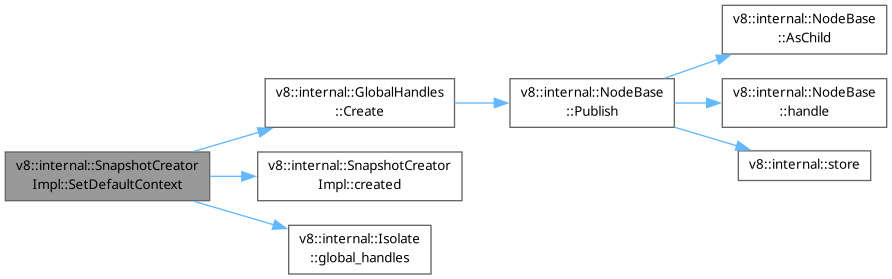 v8::internal::SnapshotCreator
Impl::SetDefaultContext
v8::internal::GlobalHandles
::Create
v8::internal::SnapshotCreator
Impl::created
v8::internal::Isolate
::global_handles
v8::internal::NodeBase
::Publish
v8::internal::NodeBase
::AsChild
v8::internal::NodeBase
::handle
v8::internal::store